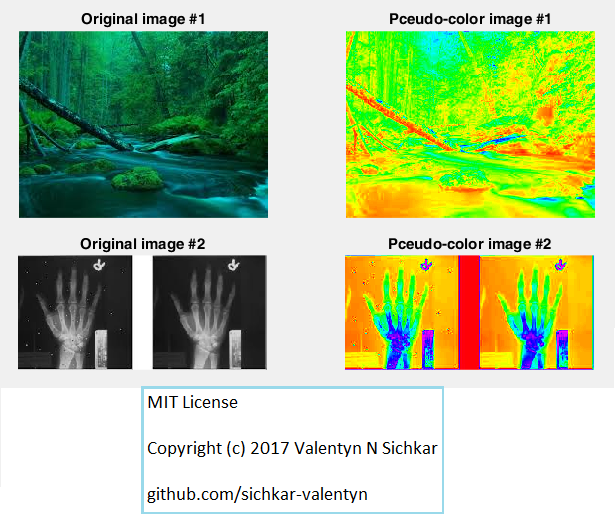 Original image #1
Pceudo-color image #1
Original image #2
Pceudo-color image #2
MIT License
Copyright (c) 2017 Valentyn N Sichkar
github.com/sichkar-valentyn